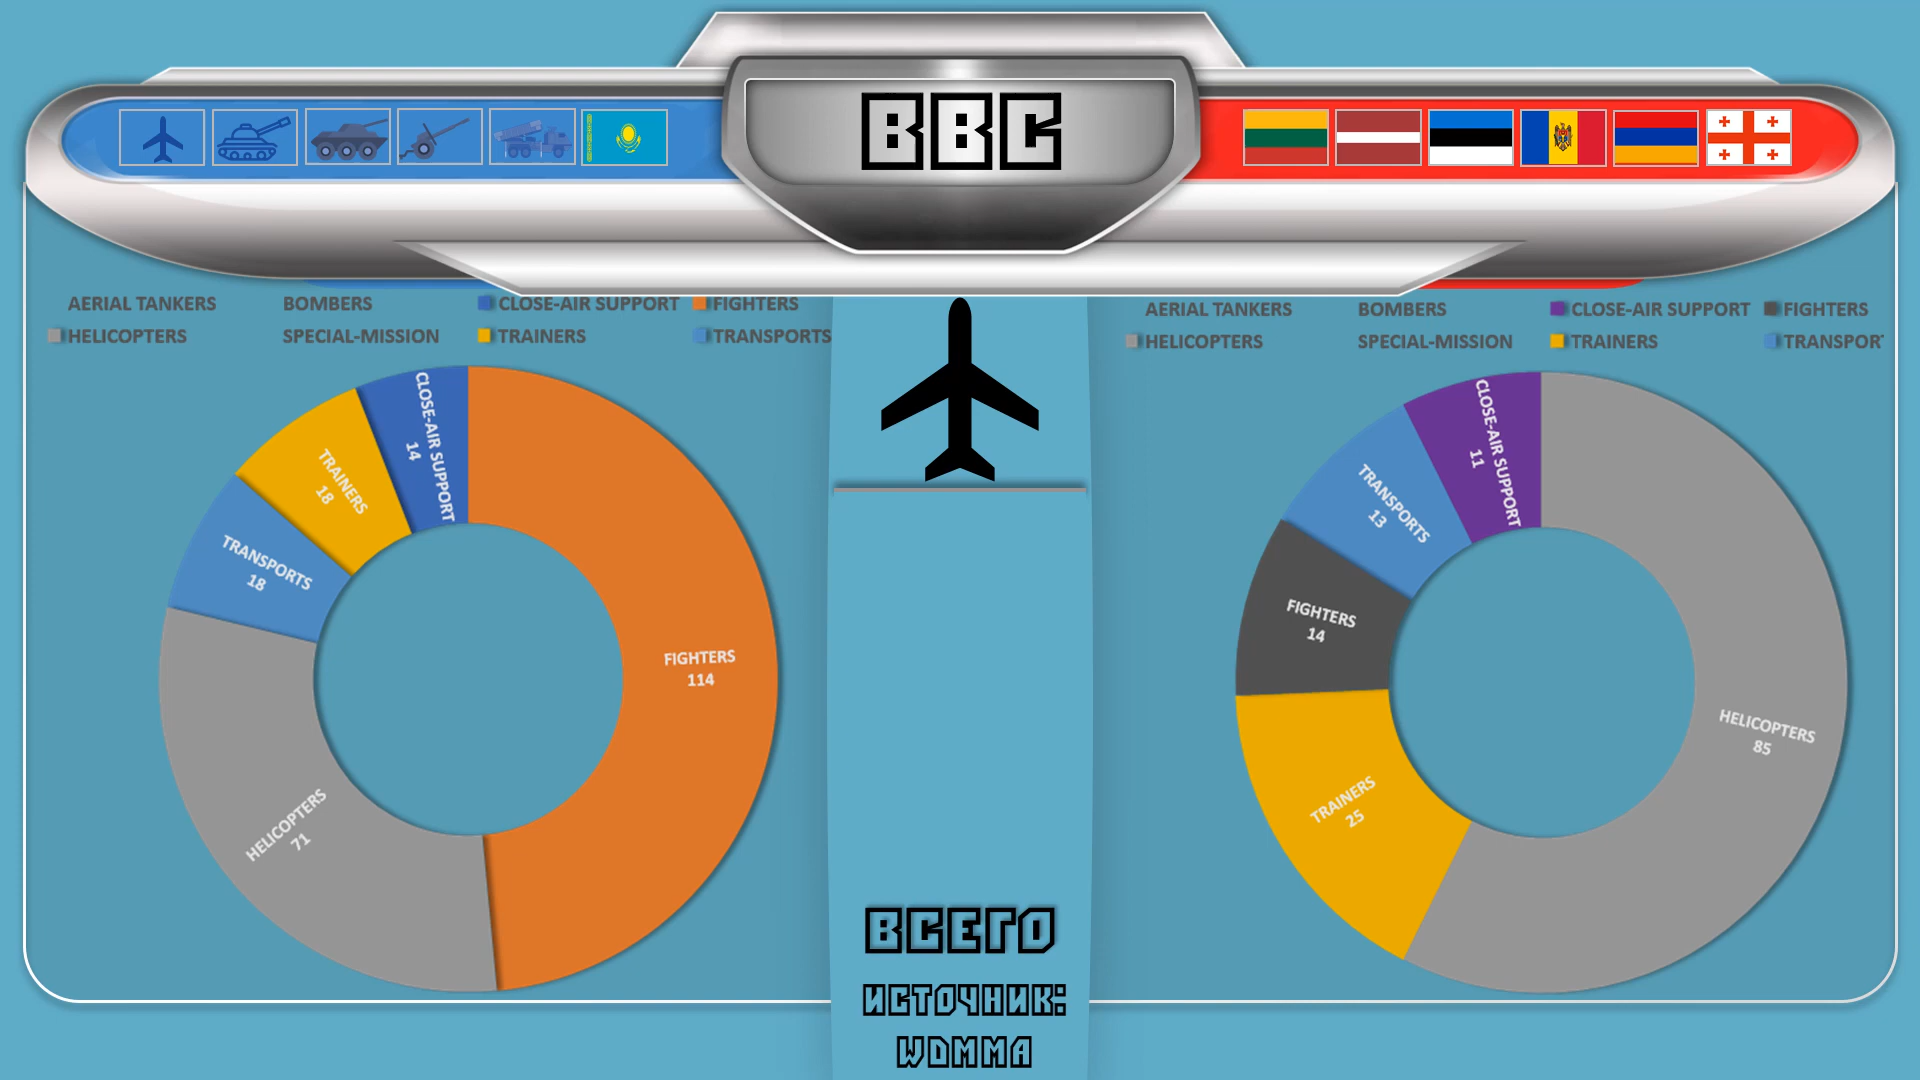 ВВС
AERIAL TANKERS BOMBERS CLOSE-AIR SUPPORT FIGHTERS
HELICOPTERS SPECIAL-MISSION TRAINERS TRANSPORTS
CLOSE-AIR SUPPORT
14
TRAINERS
18
TRANSPORTS
18
FIGHTERS
114
HELICOPTERS
71
ВСЕГО
ИСТОЧНИК:
WDMMA
AERIAL TANKERS BOMBERS CLOSE-AIR SUPPORT FIGHTERS
HELICOPTERS SPECIAL-MISSION TRAINERS TRANSPOR
CLOSE-AIR SUPPORT
11
TRANSPORTS
13
FIGHTERS
14
HELICOPTERS
85
TRAINERS
25